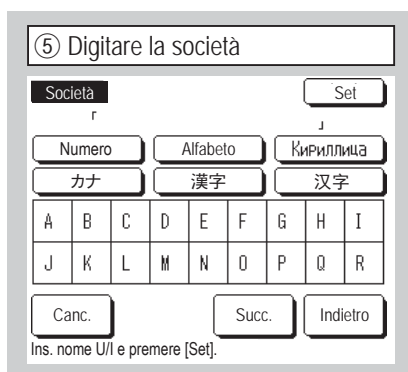 ⑤ Digitare la società
Società Set
「
」
Numero Alfabeto Кириллица
カナ 漢字 汉字
A B C D E F G H I
J K L M N O P Q R
Canc. Succ. Indietro
Ins. nome U/I e premere [Set].